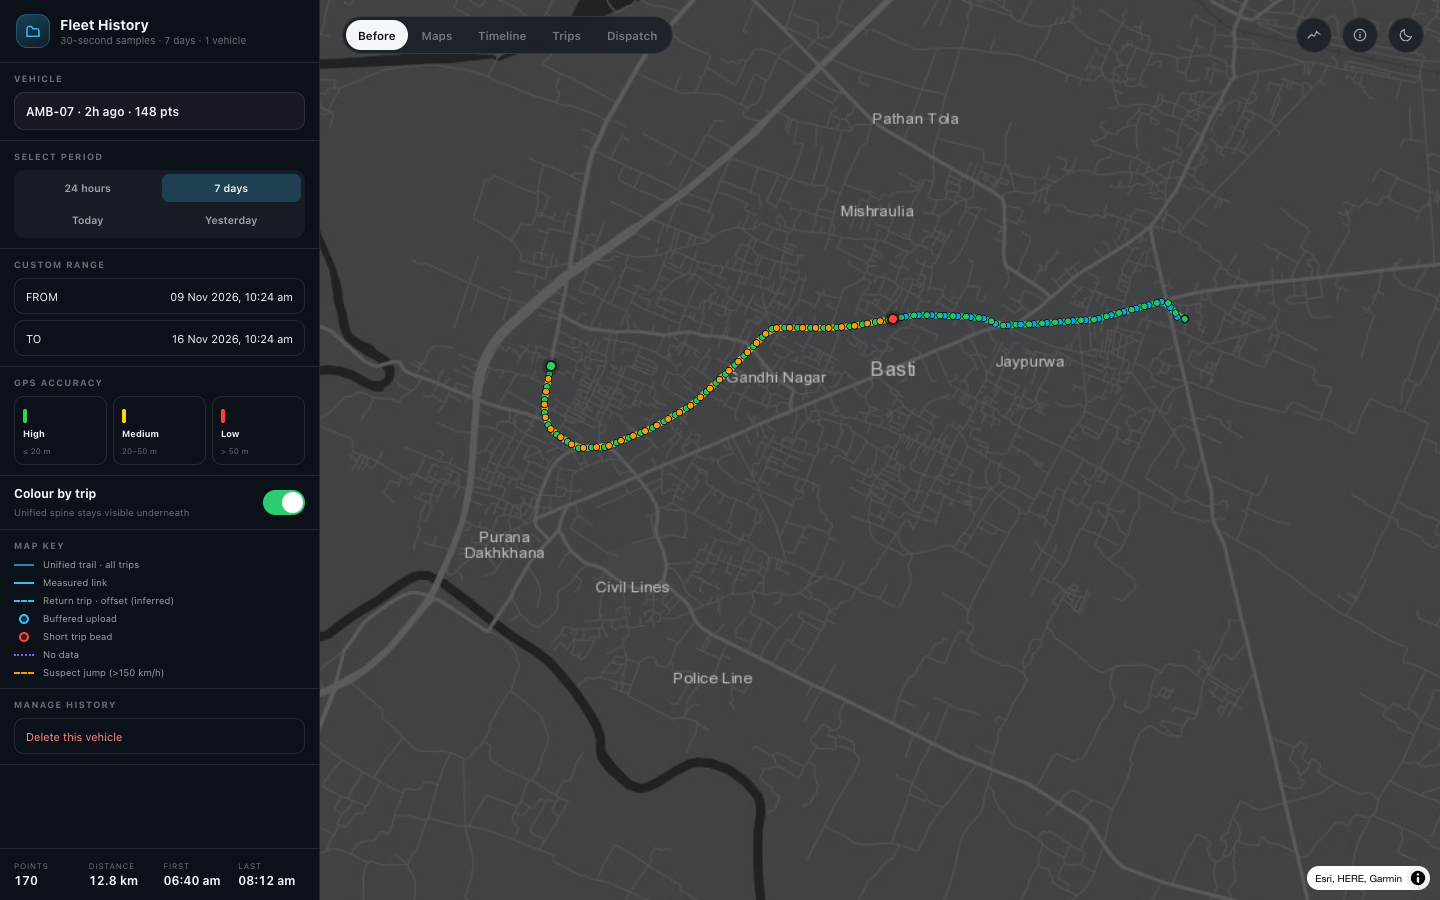 Fleet History
30-second samples · 7 days · 1 vehicle
VEHICLE
AMB-07 · 2h ago · 148 pts
SELECT PERIOD
24 hours
7 days
Today
Yesterday
CUSTOM RANGE
FROM
09 Nov 2026, 10:24 am
TO
16 Nov 2026, 10:24 am
GPS ACCURACY
High
≤ 20 m
Medium
20–50 m
Low
> 50 m
Colour by trip
Unified spine stays visible underneath
MAP KEY
Unified trail · all trips
Measured link
Return trip · offset (inferred)
Buffered upload
Short trip bead
No data
Suspect jump (>150 km/h)
MANAGE HISTORY
Delete this vehicle
POINTS
170
DISTANCE
12.8 km
FIRST
06:40 am
LAST
08:12 am
Before
Maps
Timeline
Trips
Dispatch
Pathan Tola
Mishraulia
Gandhi Nagar
Basti
Jaypurwa
Purana
Dakhkhana
Civil Lines
Police Line
Esri, HERE, Garmin